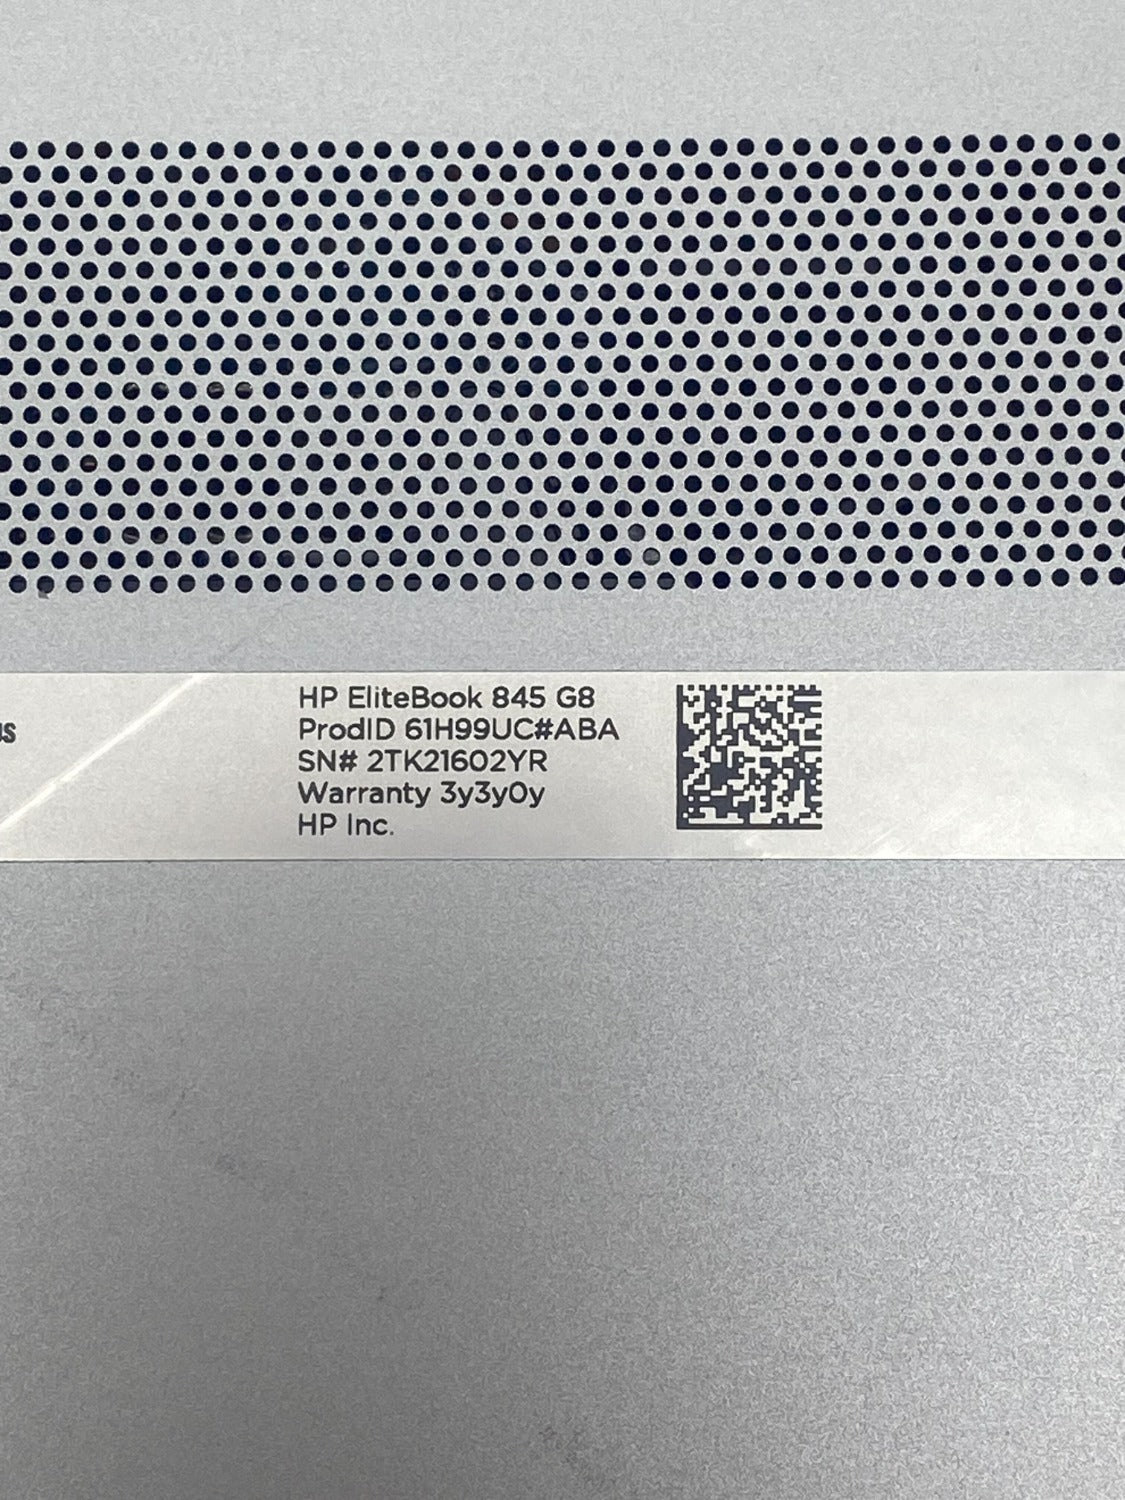 HP EliteBook 845 G8
ProdID 61H99UC#ABA
SN# 2TK21602YR
Warranty 3y3y0y
HP Inc.